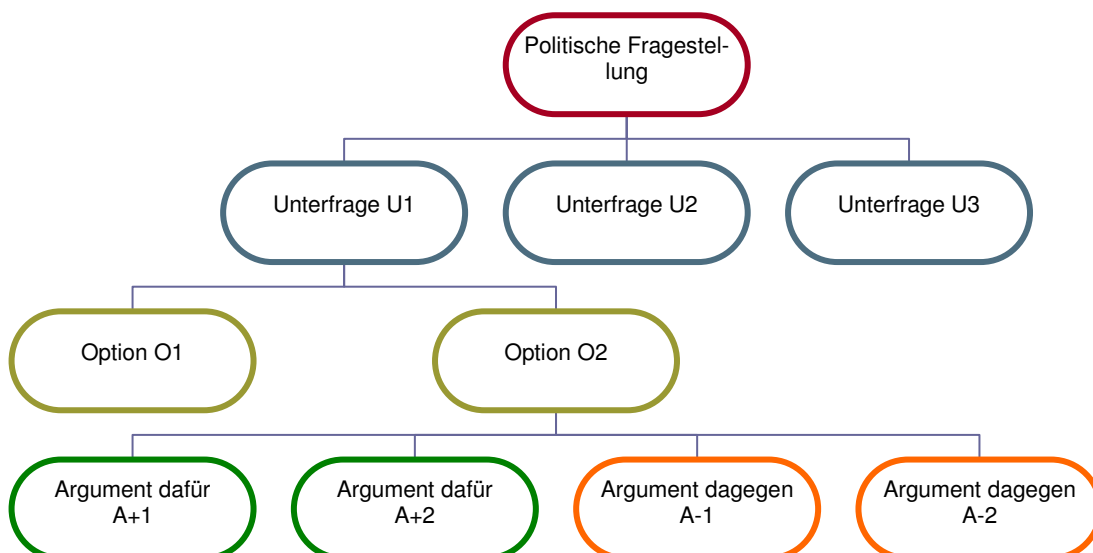 Politische Fragestel-
lung
Unterfrage U1
Unterfrage U2
Unterfrage U3
Option O1
Option O2
Argument dafür
A+1
Argument dafür
A+2
Argument dagegen
A-1
Argument dagegen
A-2